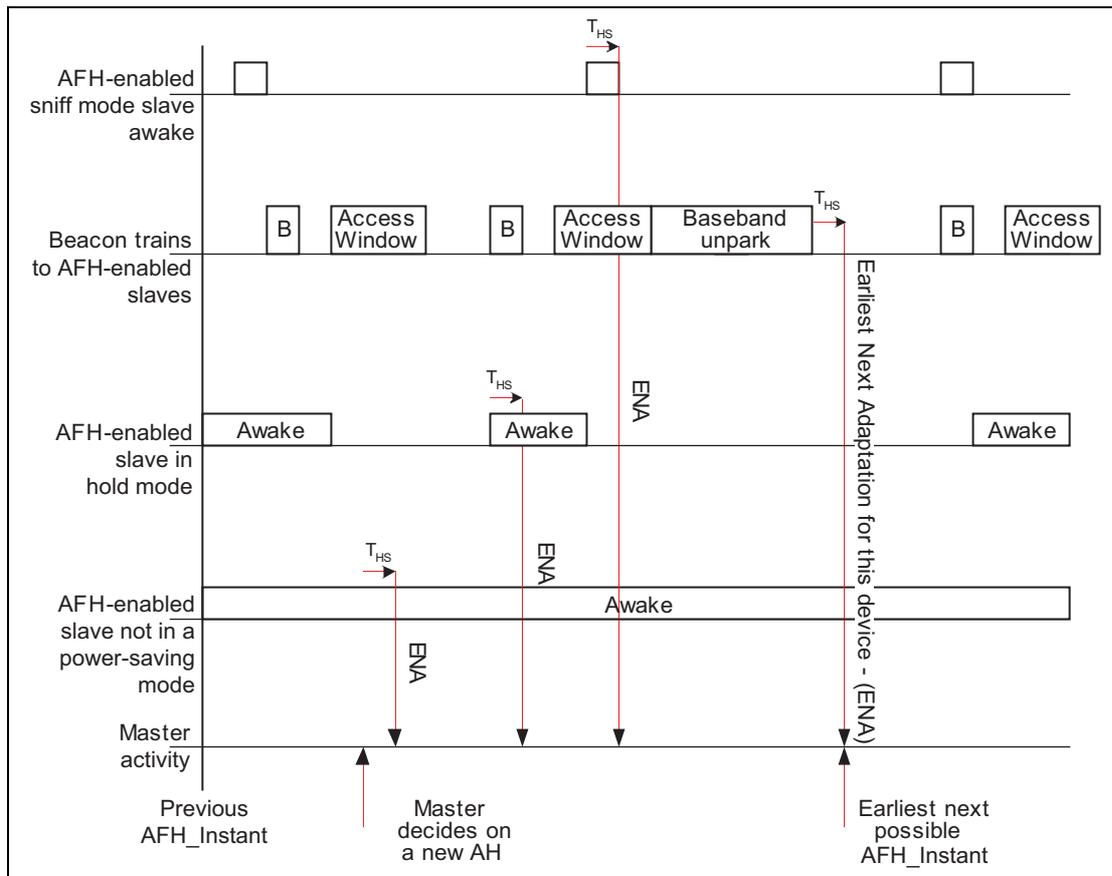 T_HS
AFH-enabled
sniff mode slave
awake
T_HS
B
Access
Window
B
Access
Window
Baseband
unpark
B
Access
Window
Beacon trains
to AFH-enabled
slaves
Earliest Next Adaptation for this device - (ENA)
ENA
T_HS
AFH-enabled
slave in
hold mode
Awake
Awake
Awake
ENA
T_HS
AFH-enabled
slave not in a
power-saving
mode
Awake
ENA
Master
activity
Previous
AFH_Instant
Master
decides on
a new AH
Earliest next
possible
AFH_Instant